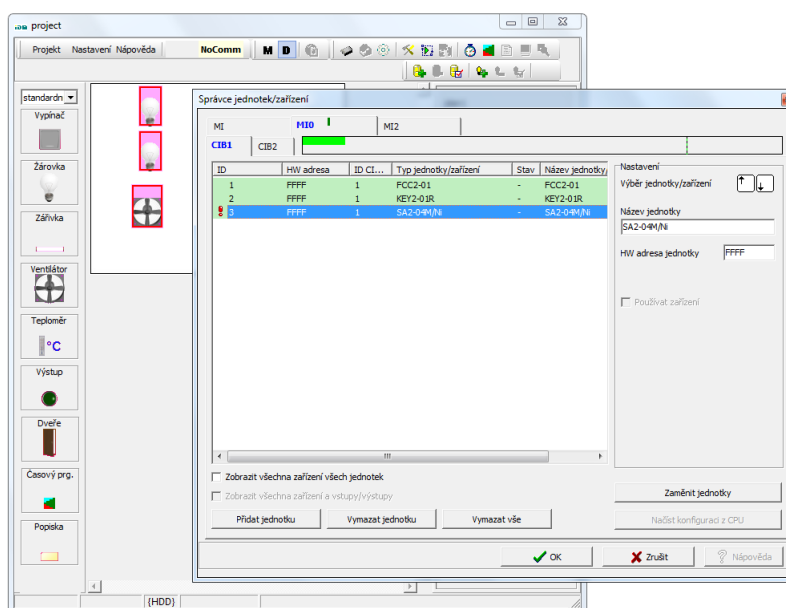 project
Projekt Nastavení Nápověda NoComm M D
standardn
Vypínač
Žárovka
Zářivka
Ventilátor
Teploměr
°C
Výstup
Dveře
Časový prg.
Popiska
{HDD}
Správce jednotek/zařízení
MI MI0 MI2
CIB1 CIB2
ID HW adresa ID CI... Typ jednotky/zařízení Stav Název jednotky/
1 FFFF 1 FCC2-01 - FCC2-01
2 FFFF 1 KEY2-01R - KEY2-01R
3 FFFF 1 SA2-04M/Ni - SA2-04M/Ni
Zobrazit všechna zařízení všech jednotek
Zobrazit všechna zařízení a vstupy/výstupy
Přidat jednotku Vymazat jednotku Vymazat vše
Nastavení
Výběr jednotky/zařízení
Název jednotky
SA2-04M/Ni
HW adresa jednotky FFFF
Používat zařízení
Zaměnit jednotky
Načíst konfiguraci z CPU
OK Zrušit Nápověda